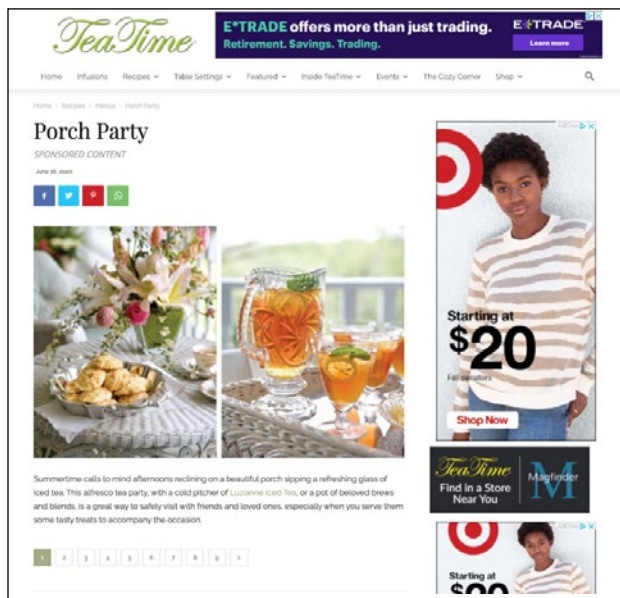 TeaTime
E*TRADE offers more than just trading.
Retirement. Savings. Trading.
E*TRADE
Learn more
Home Infusions Recipes Table Settings Featured Inside TeaTime Events The Cozy Corner Shop
Home › Recipes › Menus › Porch Party
Porch Party
SPONSORED CONTENT
June 16, 2020
Summertime calls to mind afternoons reclining on a beautiful porch sipping a refreshing glass of
iced tea. This alfresco tea party, with a cold pitcher of Luzianne Iced Tea, or a pot of beloved brews
and blends, is a great way to safely visit with friends and loved ones, especially when you serve them
some tasty treats to accompany the occasion.
1 2 3 4 5 6 7 8 9 ›
Starting at
$20
Fall sweaters
Shop Now
TeaTime
Find in a Store
Near You
M
Magfinder
Starting at
$20